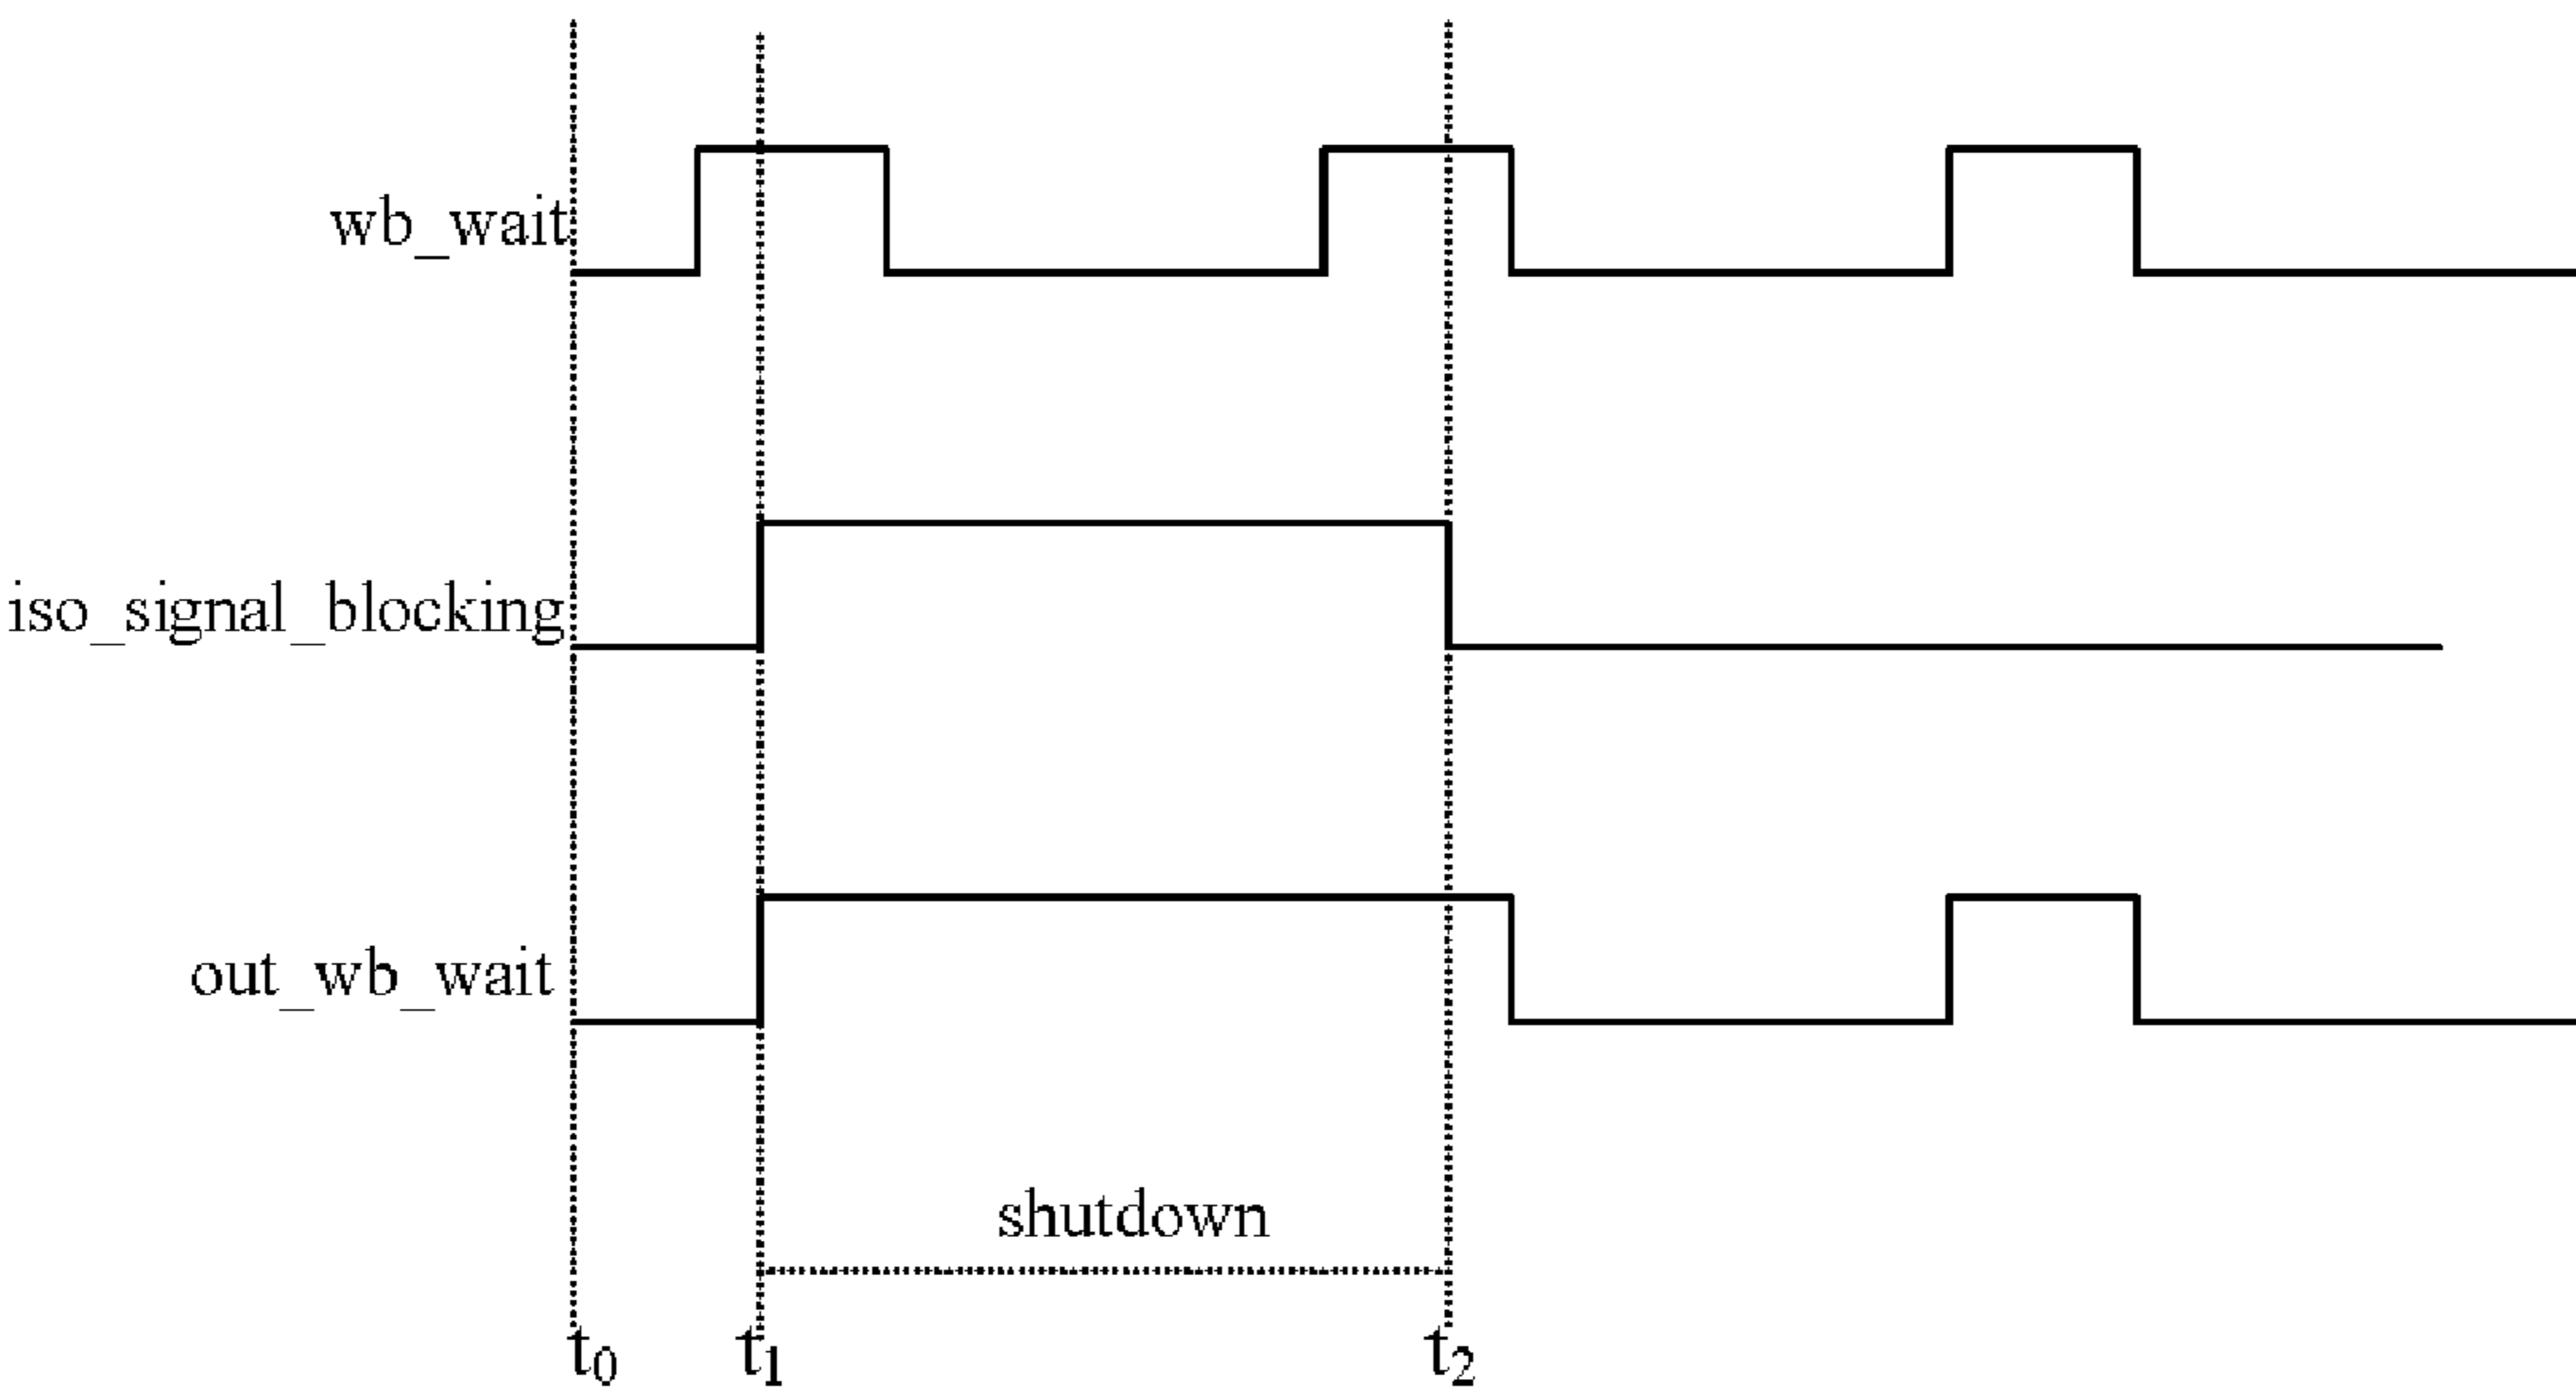 wb_wait
iso_signal_blocking
out_wb_wait
shutdown
t0 t1 t2